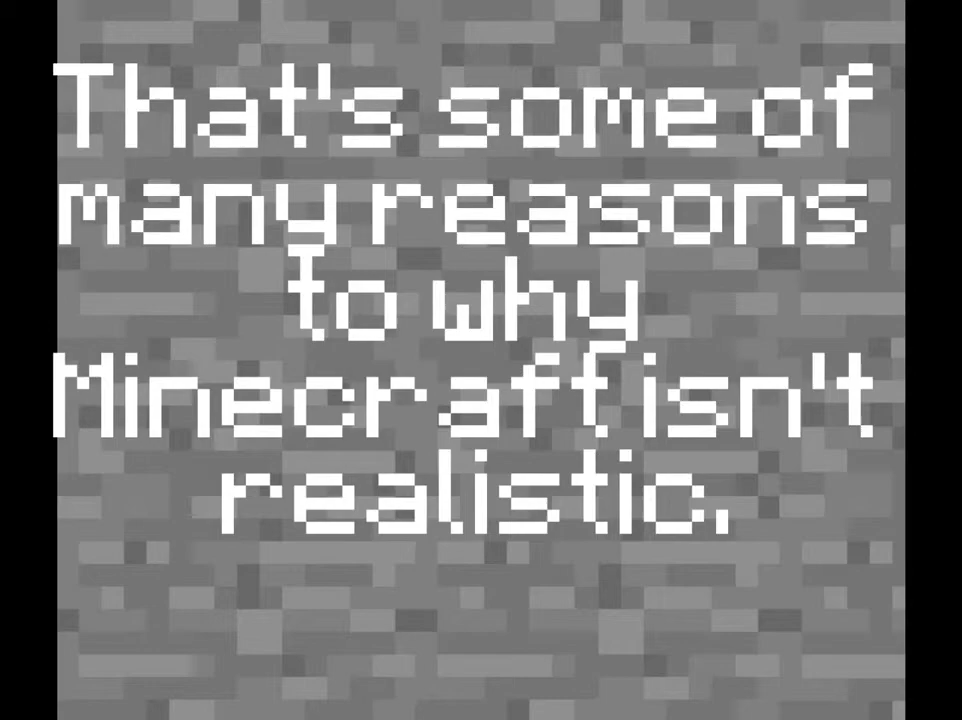 That's some of
many reasons
to why
Minecraft isn't
realistic.